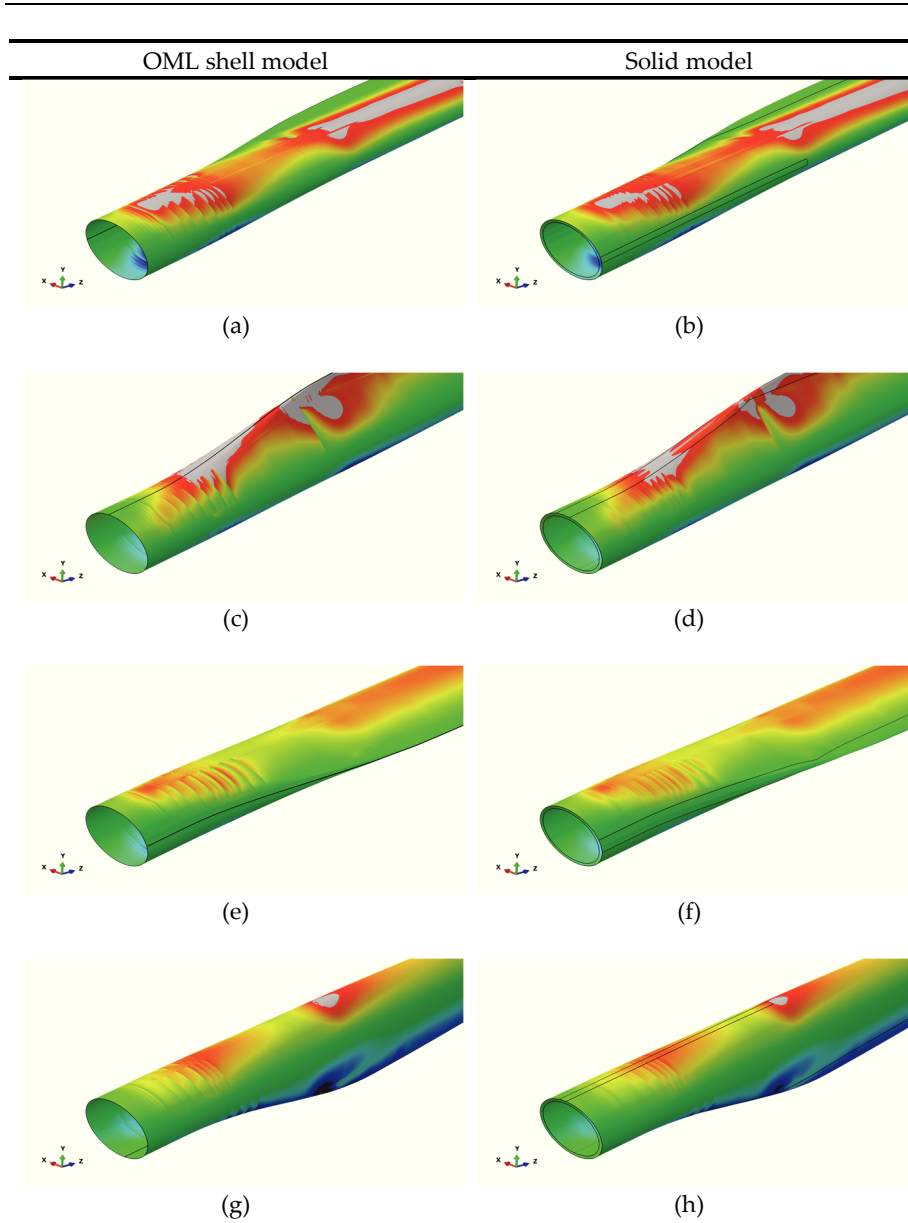 OML shell model Solid model
X Y Z X Y Z
(a) (b)
X Y Z X Y Z
(c) (d)
X Y Z X Y Z
(e) (f)
X Y Z X Y Z
(g) (h)